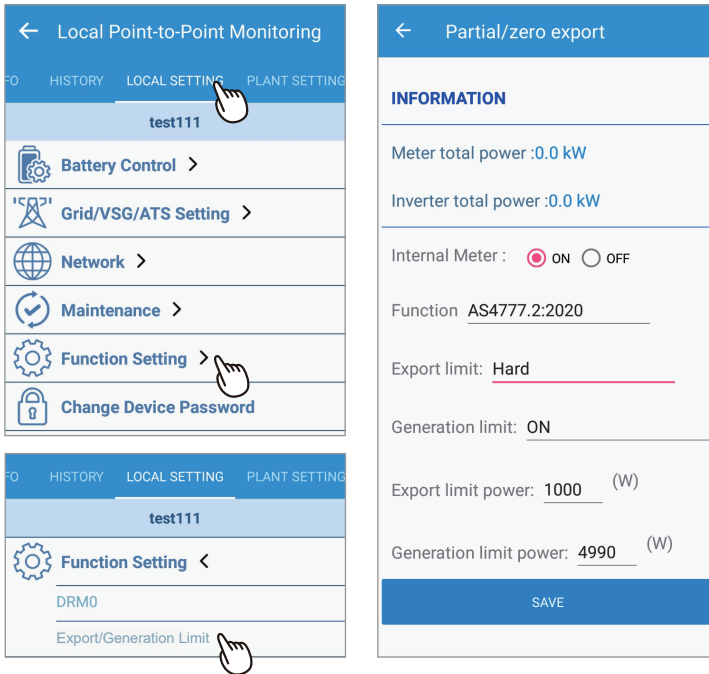 Local Point-to-Point Monitoring
FO HISTORY LOCAL SETTING PLANT SETTING
test111
Battery Control >
Grid/VSG/ATS Setting >
Network >
Maintenance >
Function Setting >
Change Device Password
FO HISTORY LOCAL SETTING PLANT SETTING
test111
Function Setting <
DRM0
Export/Generation Limit
Partial/zero export
INFORMATION
Meter total power :0.0 kW
Inverter total power :0.0 kW
Internal Meter : ON OFF
Function AS4777.2:2020
Export limit: Hard
Generation limit: ON
Export limit power: 1000 (W)
Generation limit power: 4990 (W)
SAVE